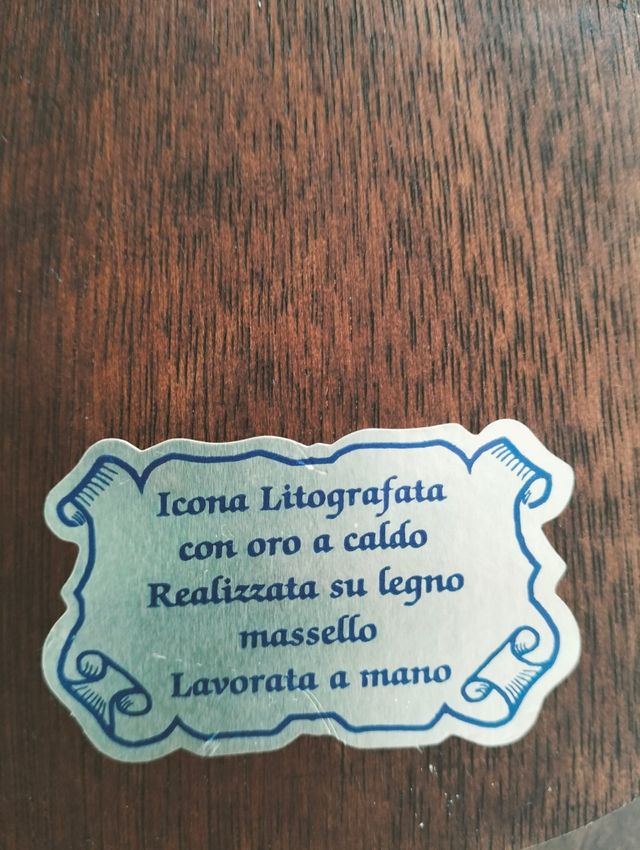 Icona Litografata
con oro a caldo
Realizzata su legno
massello
Lavorata a mano